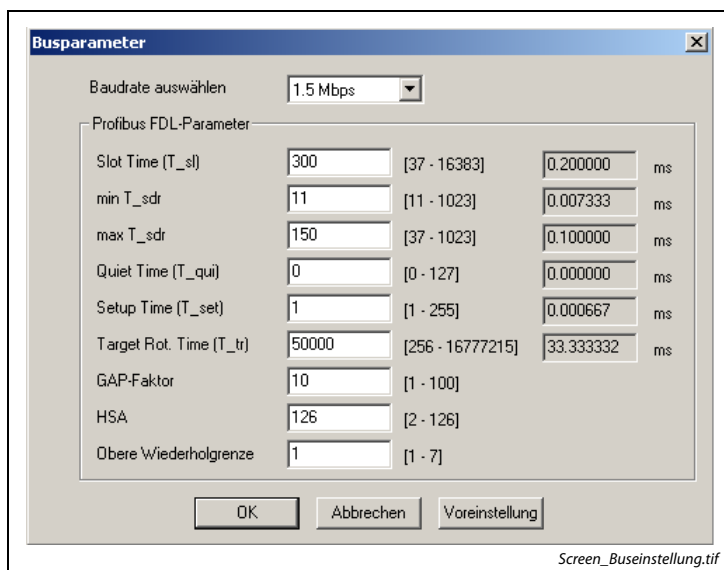 Busparameter
Baudrate auswählen 1.5 Mbps
Profibus FDL-Parameter
Slot Time (T_sl) 300 [37 - 16383] 0.200000 ms
min T_sdr 11 [11 - 1023] 0.007333 ms
max T_sdr 150 [37 - 1023] 0.100000 ms
Quiet Time (T_qui) 0 [0 - 127] 0.000000 ms
Setup Time (T_set) 1 [1 - 255] 0.000667 ms
Target Rot. Time (T_tr) 50000 [256 - 16777215] 33.333332 ms
GAP-Faktor 10 [1 - 100]
HSA 126 [2 - 126]
Obere Wiederholgrenze 1 [1 - 7]
OK Abbrechen Voreinstellung
Screen_Buseinstellung.tif